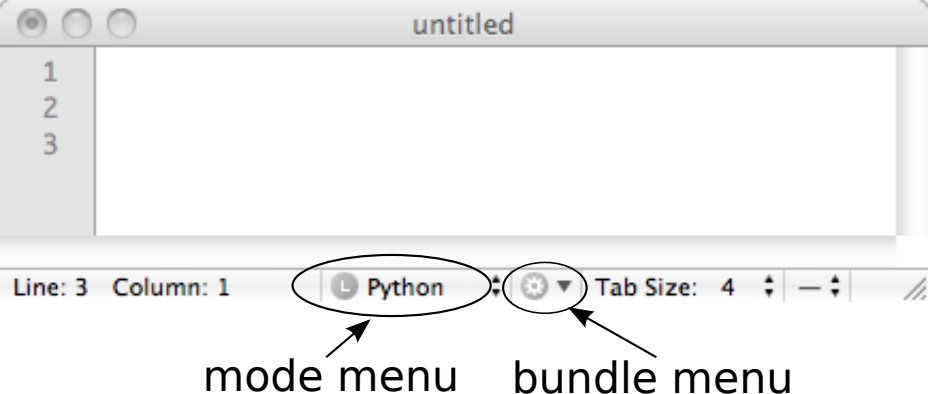 untitled
1
2
3
Line: 3 Column: 1 L Python Tab Size: 4 —
mode menu bundle menu